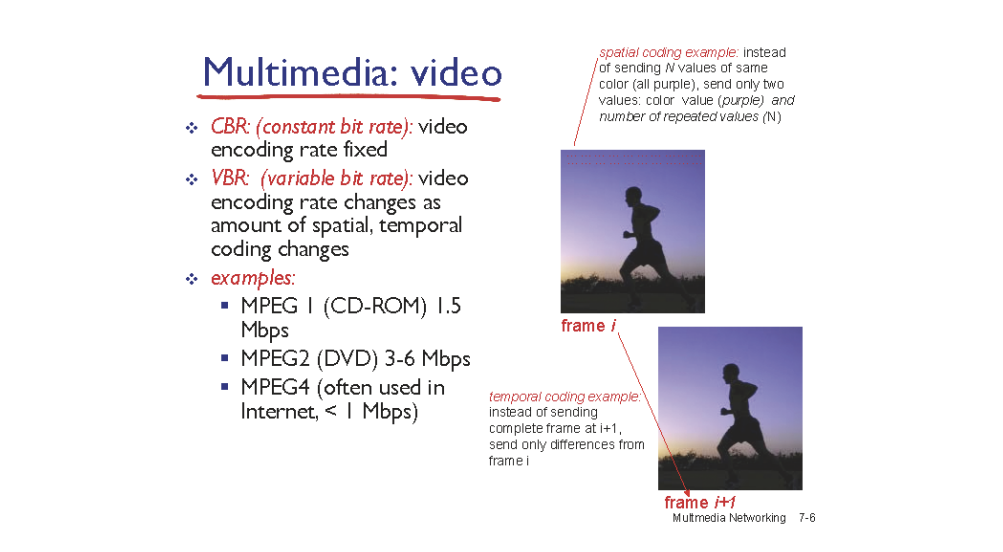 Multimedia: video
CBR: (constant bit rate): video
encoding rate fixed
VBR: (variable bit rate): video
encoding rate changes as
amount of spatial, temporal
coding changes
examples:
MPEG 1 (CD-ROM) 1.5
Mbps
MPEG2 (DVD) 3-6 Mbps
MPEG4 (often used in
Internet, < 1 Mbps)
spatial coding example: instead
of sending N values of same
color (all purple), send only two
values: color value (purple) and
number of repeated values (N)
frame i
temporal coding example:
instead of sending
complete frame at i+1,
send only differences from
frame i
frame i+1
Multmedia Networking 7-6